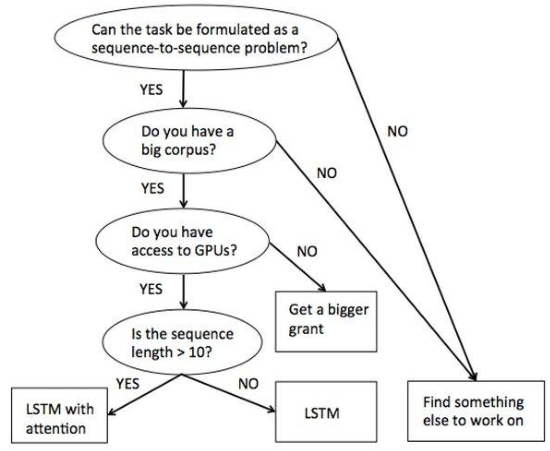 Can the task be formulated as a
sequence-to-sequence problem?
YES
NO
Do you have a
big corpus?
NO
YES
Do you have
access to GPUs?
NO
YES
Get a bigger
grant
Is the sequence
length > 10?
YES
NO
LSTM with
attention
LSTM
Find something
else to work on